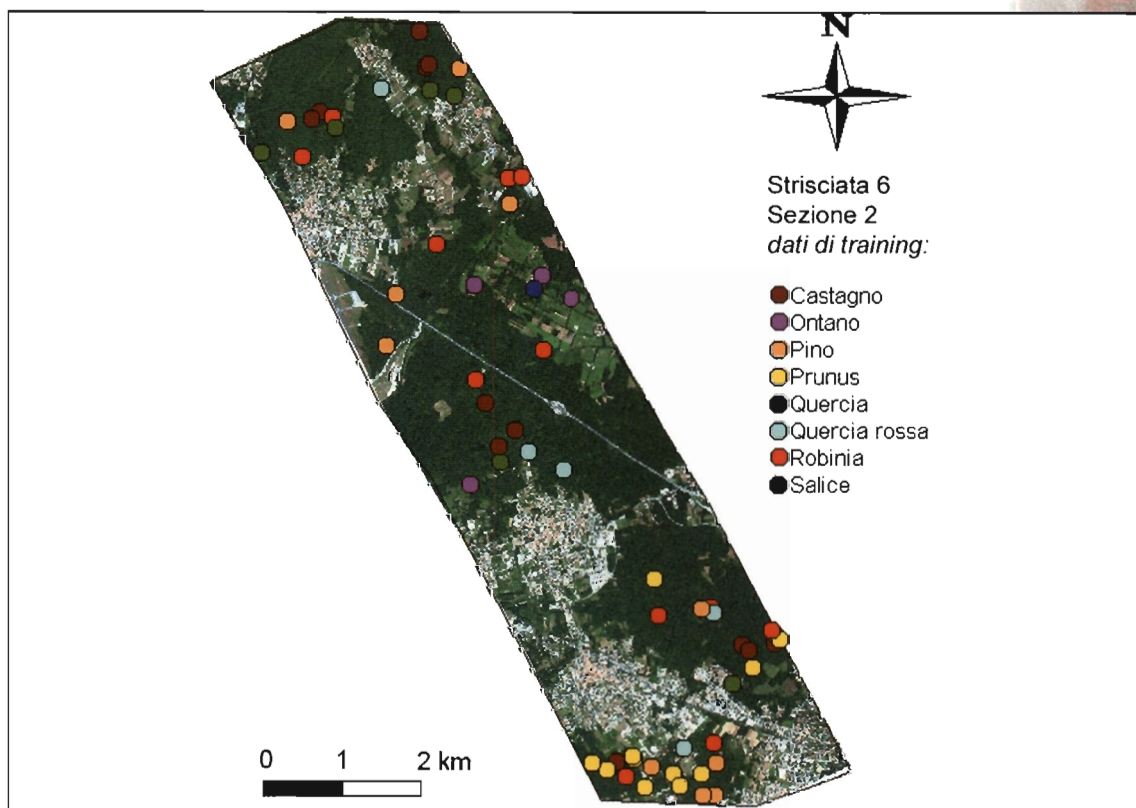 N
Strisciata 6
Sezione 2
dati di training:
Castagno
Ontano
Pino
Prunus
Quercia
Quercia rossa
Robinia
Salice
0 1 2 km